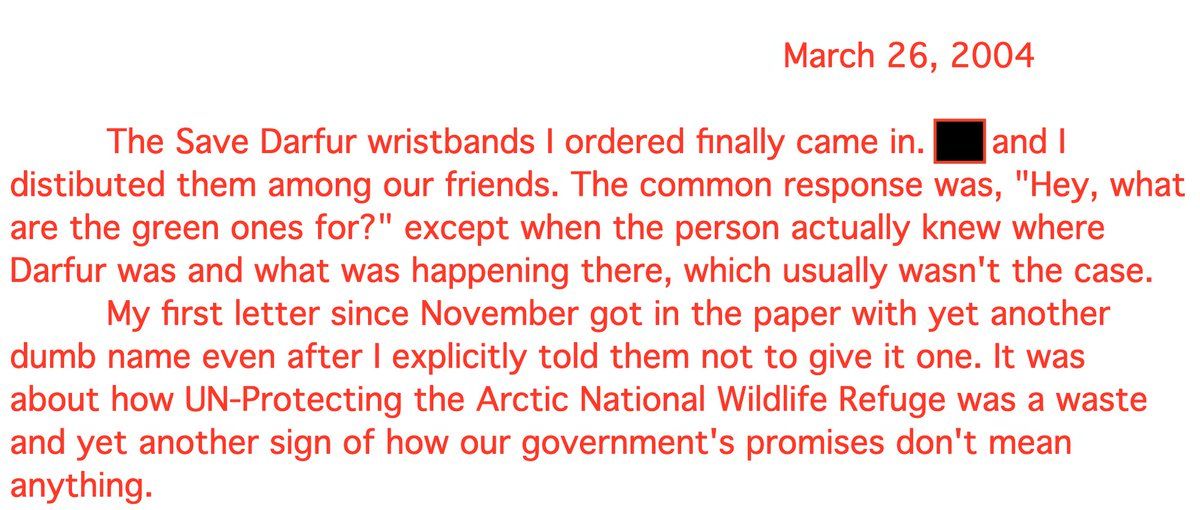 March 26, 2004
The Save Darfur wristbands I ordered finally came in. and I
distibuted them among our friends. The common response was, "Hey, what
are the green ones for?" except when the person actually knew where
Darfur was and what was happening there, which usually wasn't the case.
My first letter since November got in the paper with yet another
dumb name even after I explicitly told them not to give it one. It was
about how UN-Protecting the Arctic National Wildlife Refuge was a waste
and yet another sign of how our government's promises don't mean
anything.